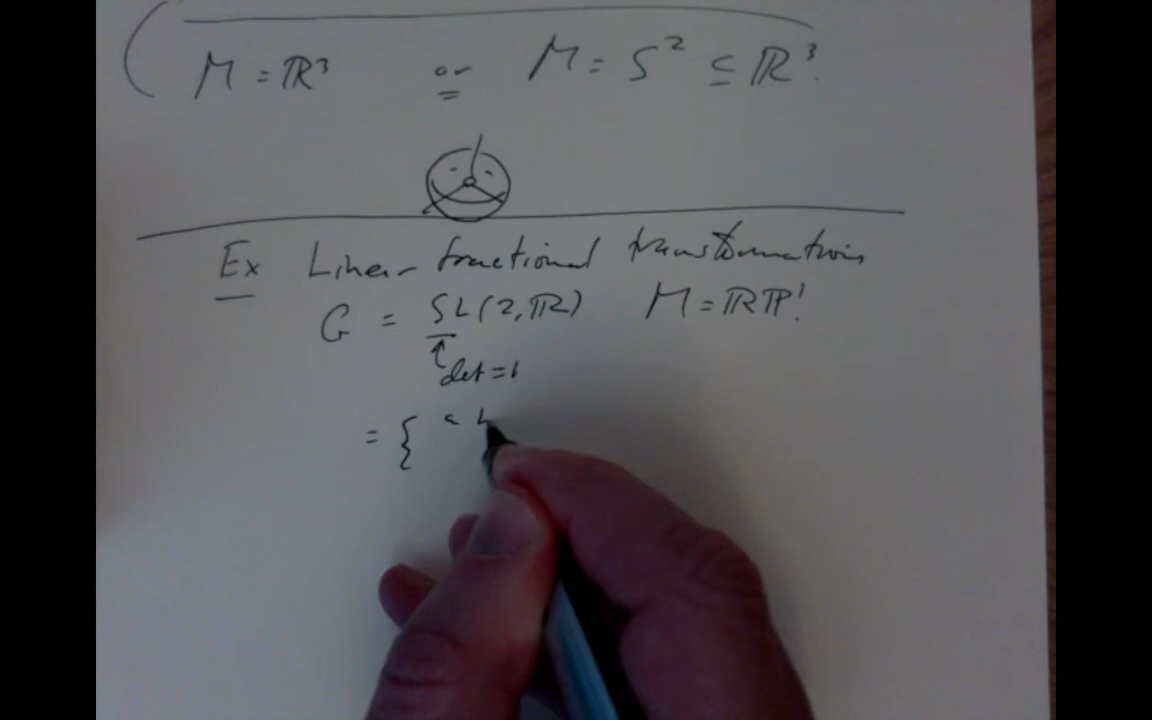 M = ℝ³ or M = S² ⊆ ℝ³.
Ex Linear fractional transformations
G = SL(2,ℝ) M = ℝℙ¹.
↑ det = 1
= { a b